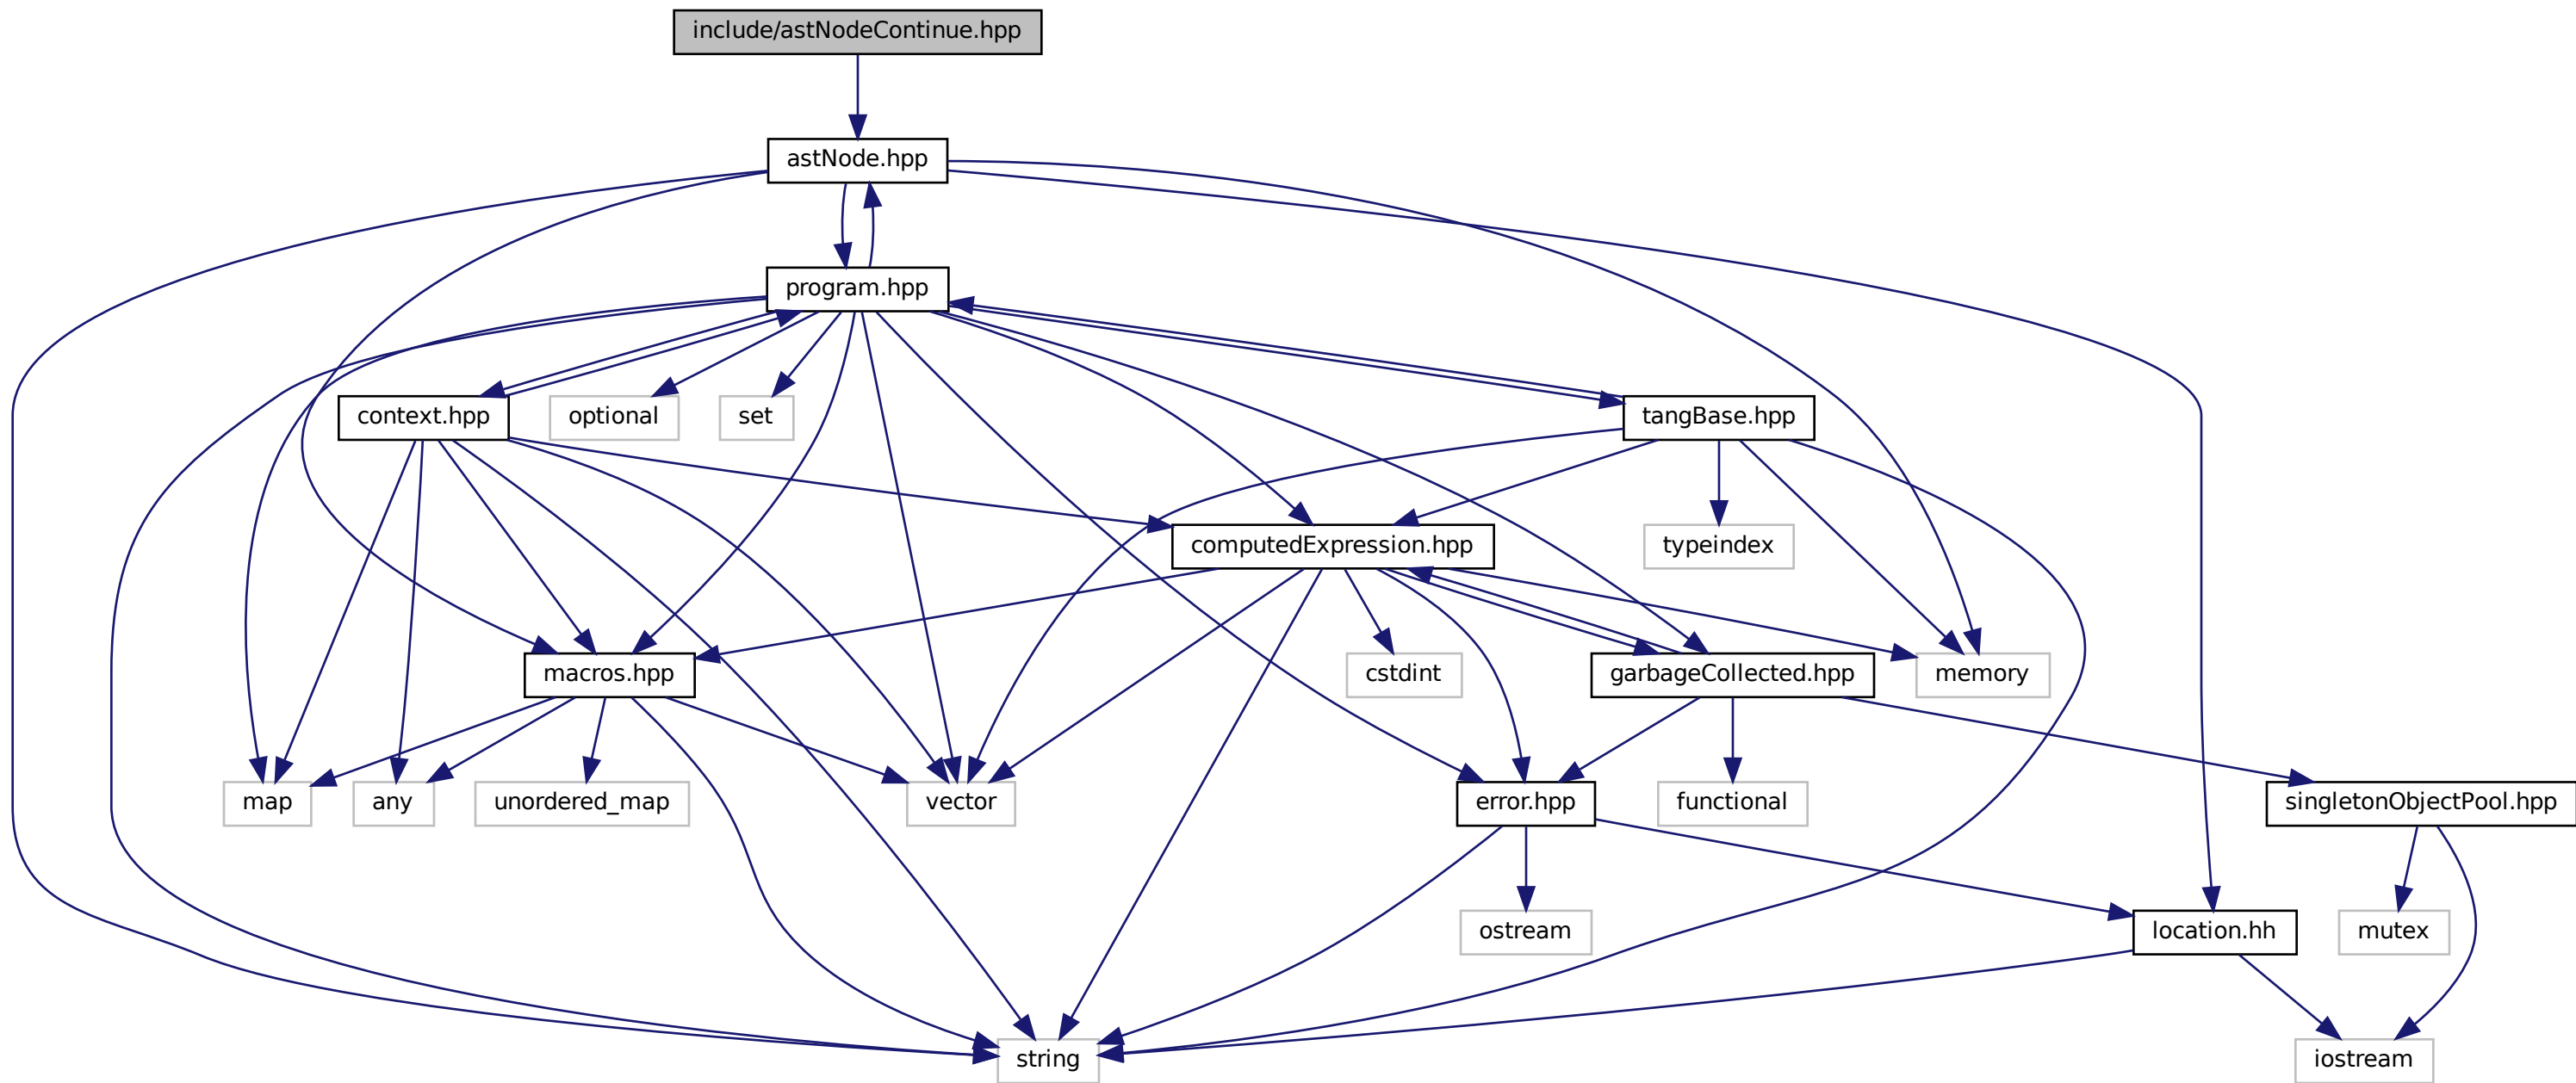 include/astNodeContinue.hpp
astNode.hpp
program.hpp
context.hpp
optional
set
tangBase.hpp
computedExpression.hpp
typeindex
macros.hpp
cstdint
garbageCollected.hpp
memory
map
any
unordered_map
vector
error.hpp
functional
singletonObjectPool.hpp
ostream
location.hh
mutex
string
iostream